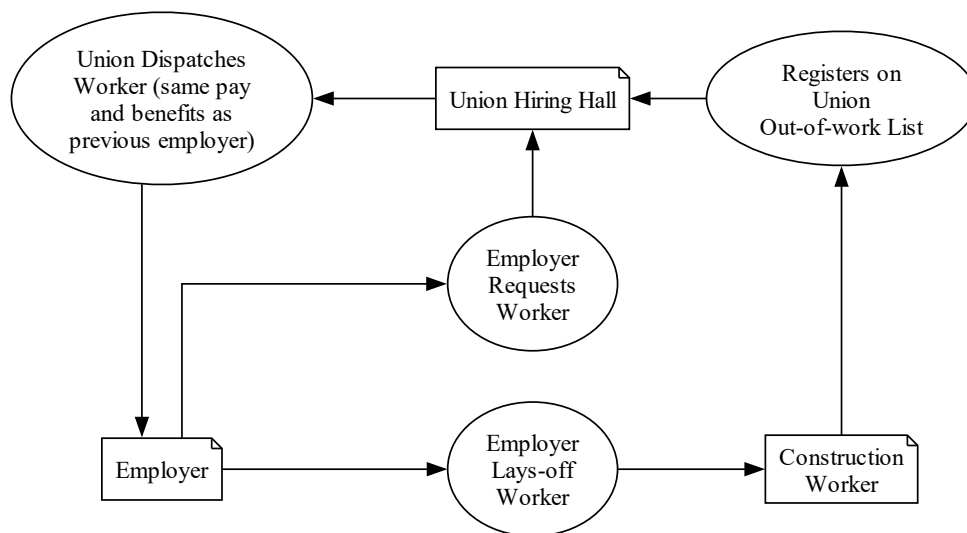 Union Dispatches
Worker (same pay
and benefits as
previous employer)
Union Hiring Hall
Registers on
Union
Out-of-work List
Employer
Requests
Worker
Employer
Employer
Lays-off
Worker
Construction
Worker